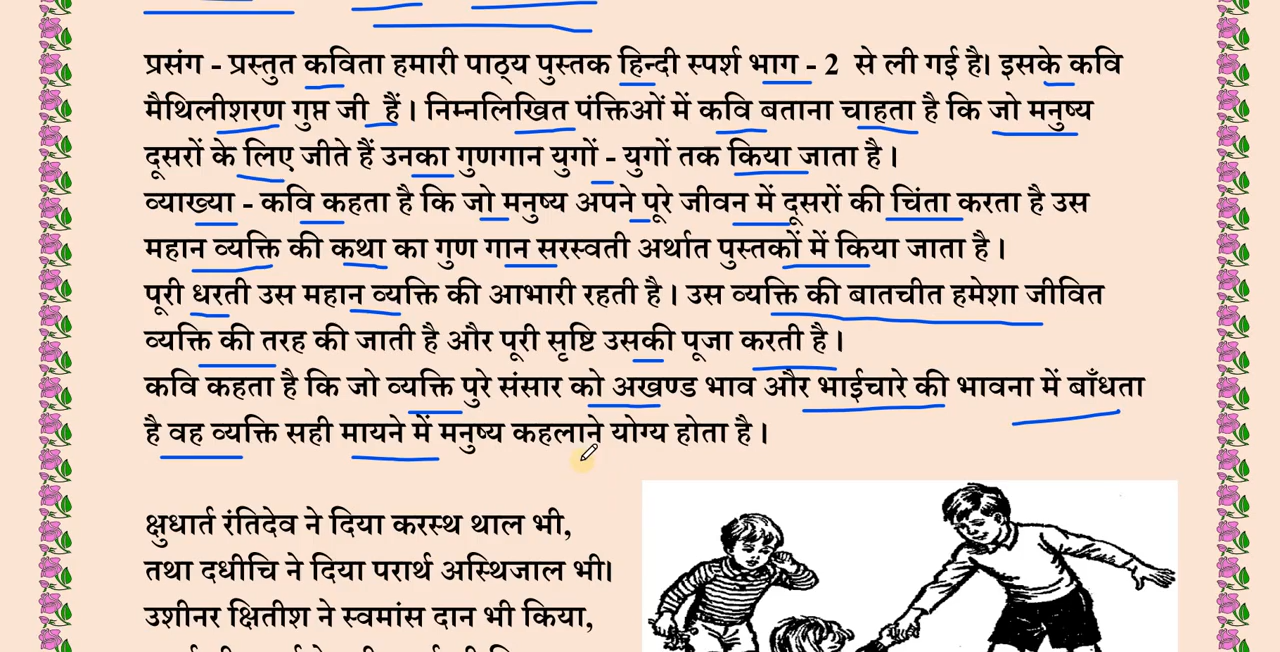 प्रसंग - प्रस्तुत कविता हमारी पाठ्य पुस्तक हिन्दी स्पर्श भाग - 2 से ली गई है। इसके कवि
मैथिलीशरण गुप्त जी हैं । निम्नलिखित पंक्तिओं में कवि बताना चाहता है कि जो मनुष्य
दूसरों के लिए जीते हैं उनका गुणगान युगों - युगों तक किया जाता है ।
व्याख्या - कवि कहता है कि जो मनुष्य अपने पूरे जीवन में दूसरों की चिंता करता है उस
महान व्यक्ति की कथा का गुण गान सरस्वती अर्थात पुस्तकों में किया जाता है ।
पूरी धरती उस महान व्यक्ति की आभारी रहती है । उस व्यक्ति की बातचीत हमेशा जीवित
व्यक्ति की तरह की जाती है और पूरी सृष्टि उसकी पूजा करती है ।
कवि कहता है कि जो व्यक्ति पुरे संसार को अखण्ड भाव और भाईचारे की भावना में बाँधता
है वह व्यक्ति सही मायने में मनुष्य कहलाने योग्य होता है ।
क्षुधार्त रंतिदेव ने दिया करस्थ थाल भी,
तथा दधीचि ने दिया परार्थ अस्थिजाल भी।
उशीनर क्षितीश ने स्वमांस दान भी किया,